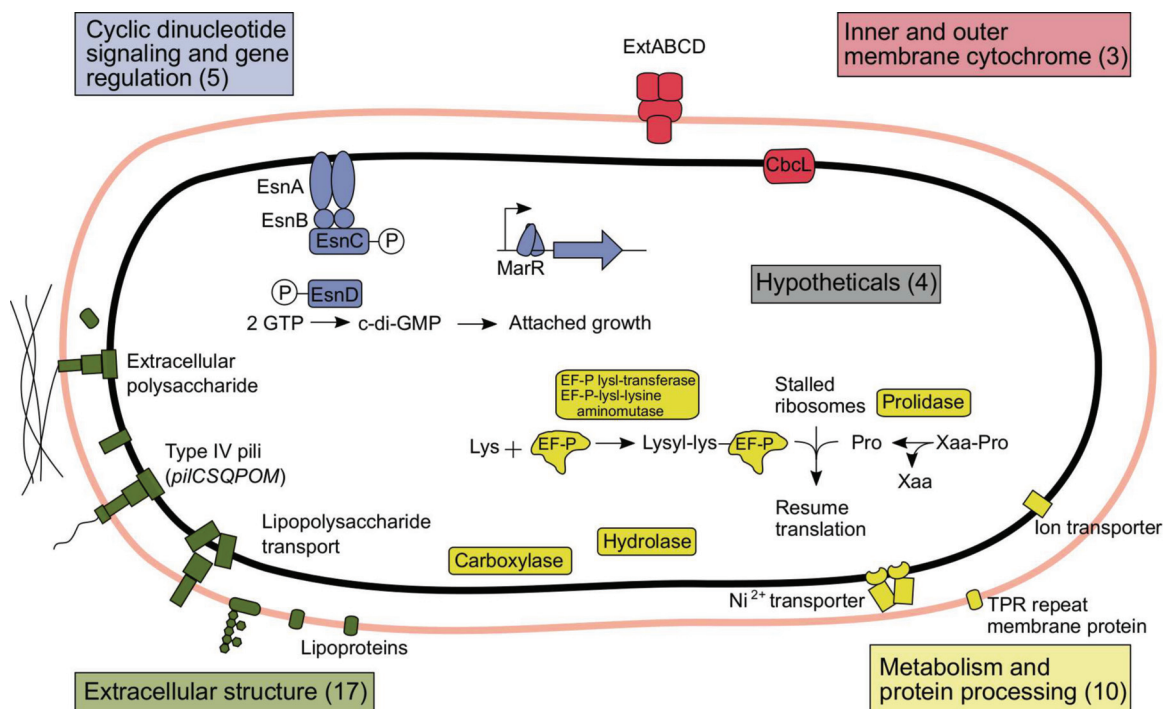 Cyclic dinucleotide
signaling and gene
regulation (5)
ExtABCD
Inner and outer
membrane cytochrome (3)
CbcL
EsnA
EsnB
EsnC
P
MarR
P
EsnD
2 GTP
c-di-GMP
Attached growth
Hypotheticals (4)
Extracellular
polysaccharide
EF-P lysl-transferase
EF-P-lysl-lysine
aminomutase
Stalled
ribosomes
Prolidase
Lys +
EF-P
Lysyl-lys
EF-P
Pro
Xaa-Pro
Xaa
Type IV pili
(pilCSQPOM)
Resume
translation
Lipopolysaccharide
transport
Ion transporter
Carboxylase
Hydrolase
Ni2+ transporter
TPR repeat
membrane protein
Lipoproteins
Extracellular structure (17)
Metabolism and
protein processing (10)